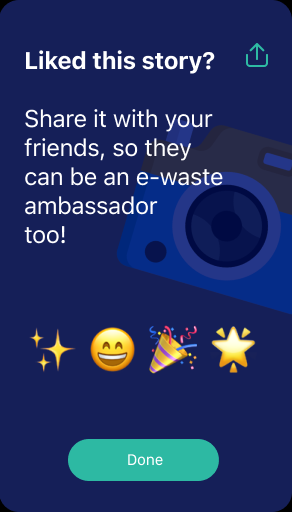 Liked this story?
Share it with your
friends, so they
can be an e-waste
ambassador
too!
✨ 😄 🎉 🌟
Done